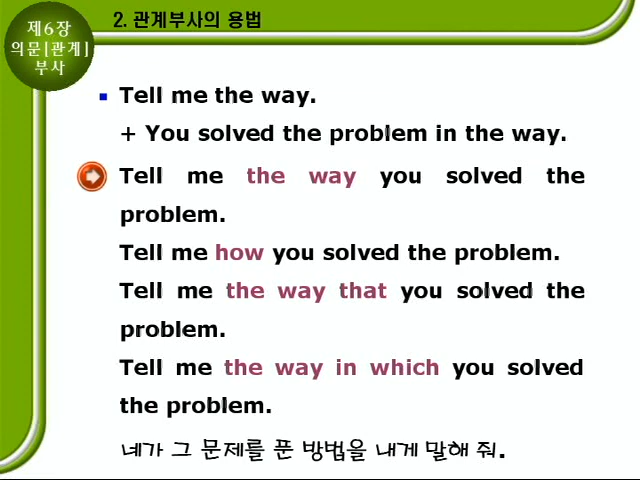 제6장
의문[관계]
부사
2. 관계부사의 용법
Tell me the way.
+ You solved the problem in the way.
Tell me the way you solved the
problem.
Tell me how you solved the problem.
Tell me the way that you solved the
problem.
Tell me the way in which you solved
the problem.
네가 그 문제를 푼 방법을 내게 말해 줘.